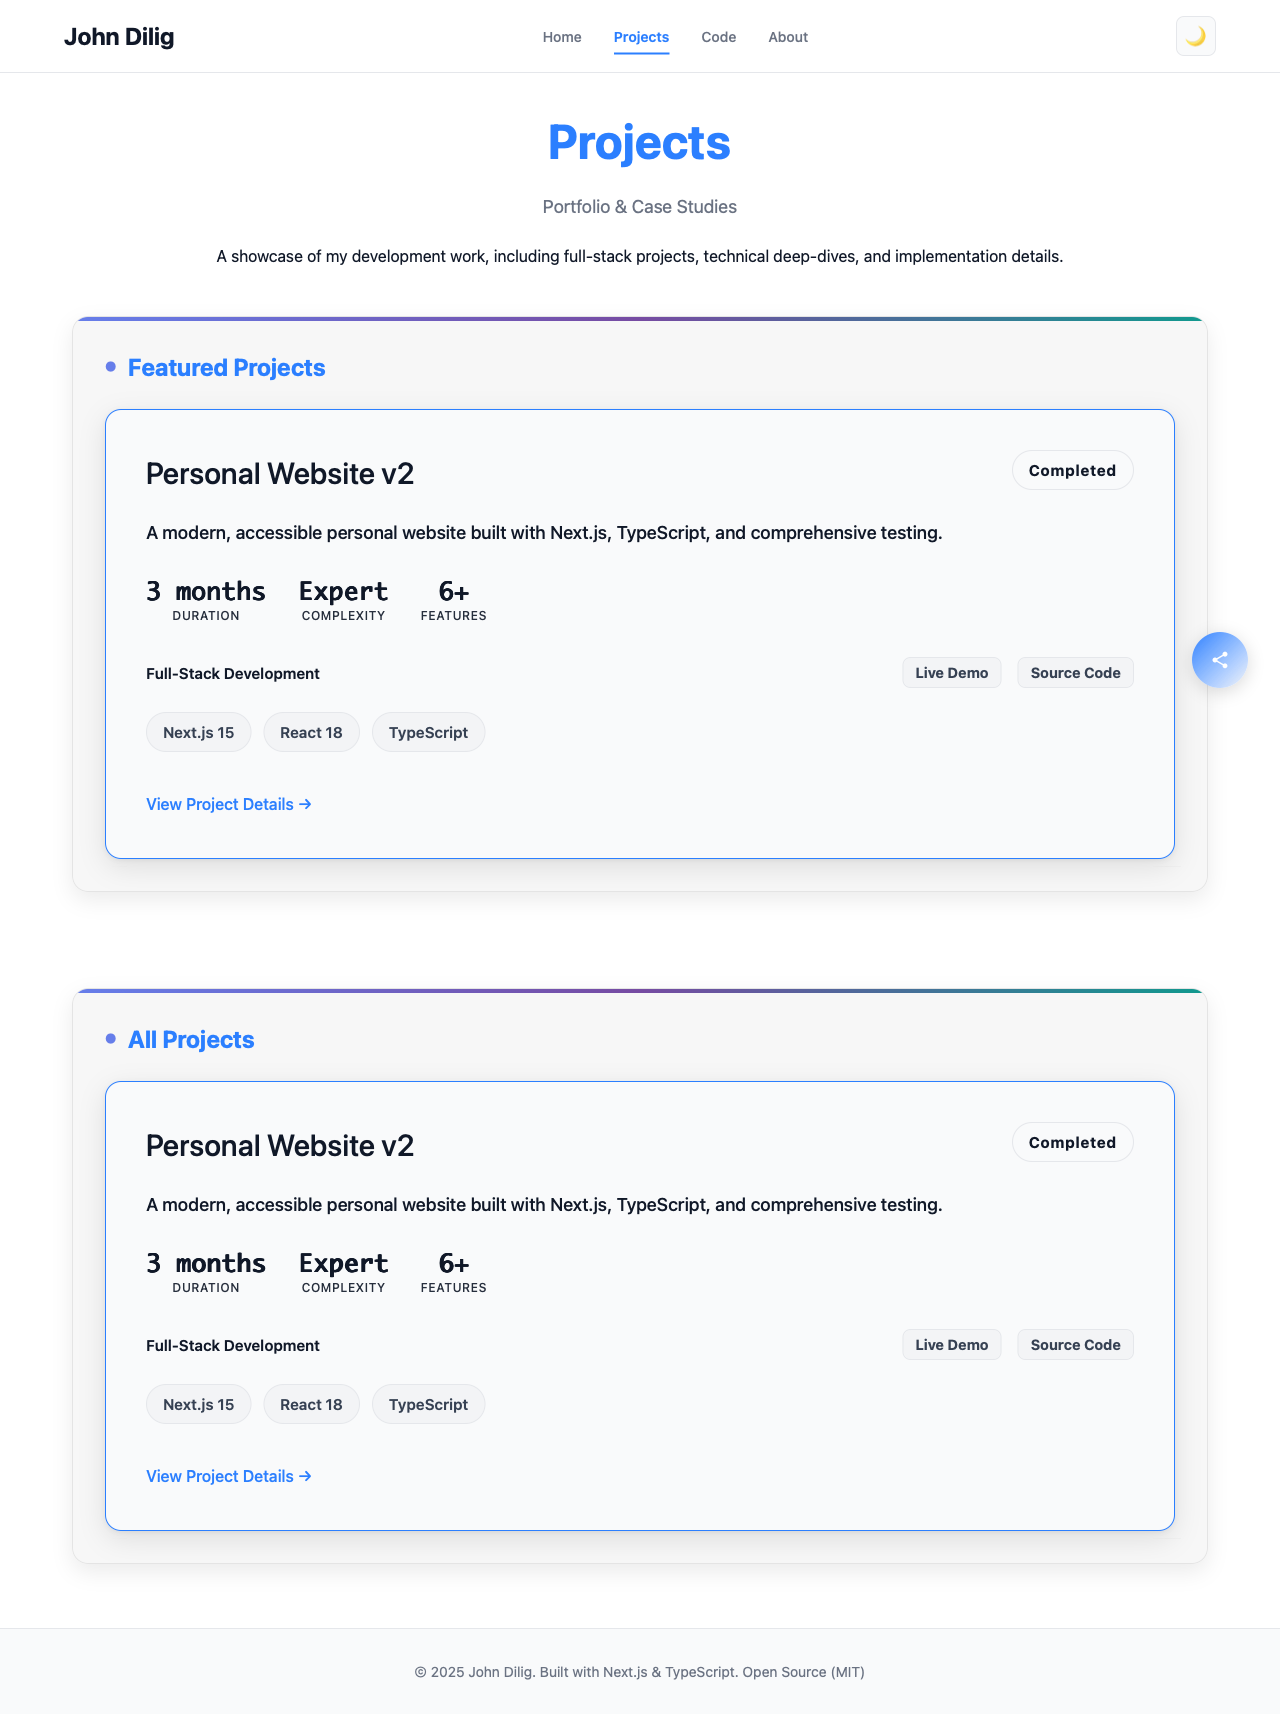 John Dilig
Home Projects Code About
Projects
Portfolio & Case Studies
A showcase of my development work, including full-stack projects, technical deep-dives, and implementation details.
Featured Projects
Personal Website v2
Completed
A modern, accessible personal website built with Next.js, TypeScript, and comprehensive testing.
3 months Expert 6+
DURATION COMPLEXITY FEATURES
Full-Stack Development
Live Demo Source Code
Next.js 15 React 18 TypeScript
View Project Details →
All Projects
Personal Website v2
Completed
A modern, accessible personal website built with Next.js, TypeScript, and comprehensive testing.
3 months Expert 6+
DURATION COMPLEXITY FEATURES
Full-Stack Development
Live Demo Source Code
Next.js 15 React 18 TypeScript
View Project Details →
© 2025 John Dilig. Built with Next.js & TypeScript. Open Source (MIT)